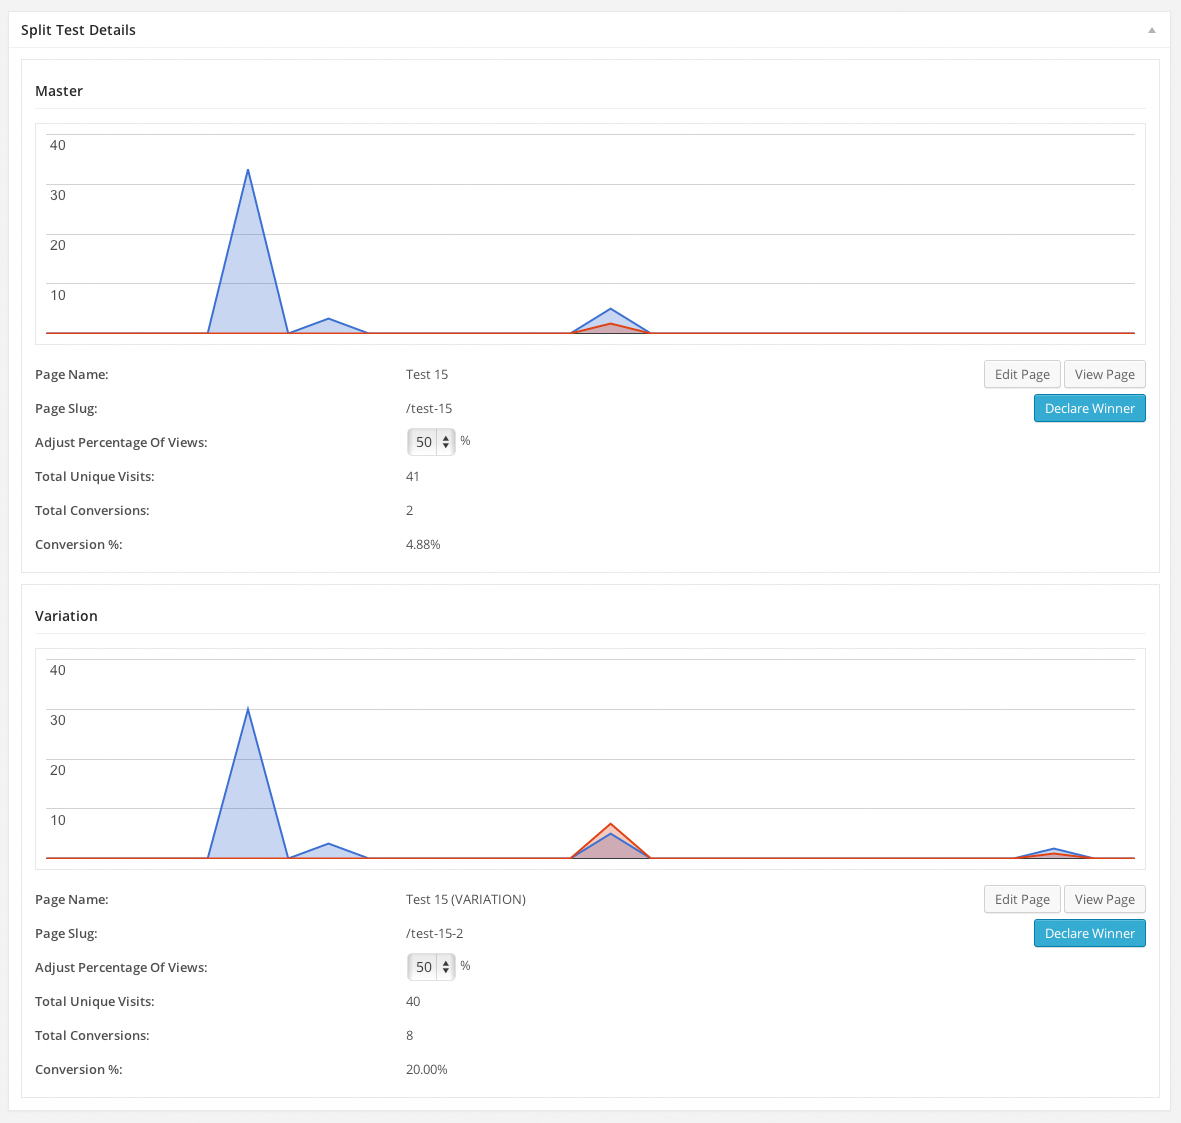 Split Test Details
Master
40
30
20
10
Page Name: Test 15 Edit Page View Page
Page Slug: /test-15 Declare Winner
Adjust Percentage Of Views: 50 %
Total Unique Visits: 41
Total Conversions: 2
Conversion %: 4.88%
Variation
40
30
20
10
Page Name: Test 15 (VARIATION) Edit Page View Page
Page Slug: /test-15-2 Declare Winner
Adjust Percentage Of Views: 50 %
Total Unique Visits: 40
Total Conversions: 8
Conversion %: 20.00%